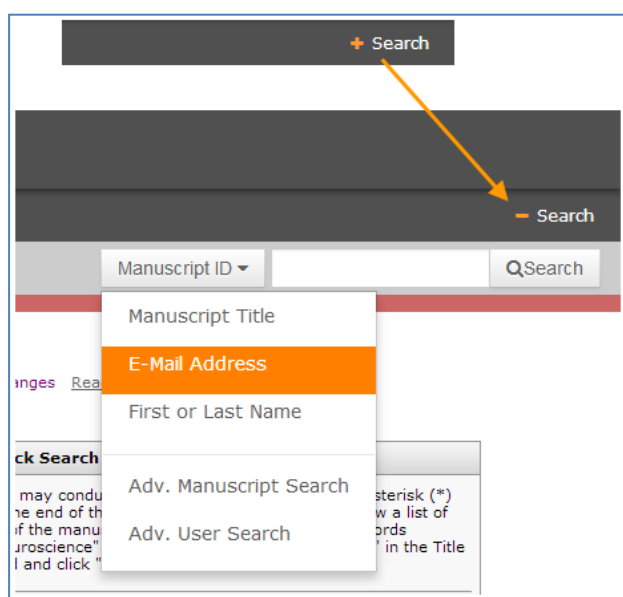 + Search
− Search
Manuscript ID
Search
Manuscript Title
E-Mail Address
anges Rea
First or Last Name
ck Search
may condu sterisk (*)
Adv. Manuscript Search
ne end of th w a list of
of the manu ords
Adv. User Search
uroscience" " in the Title
l and click "